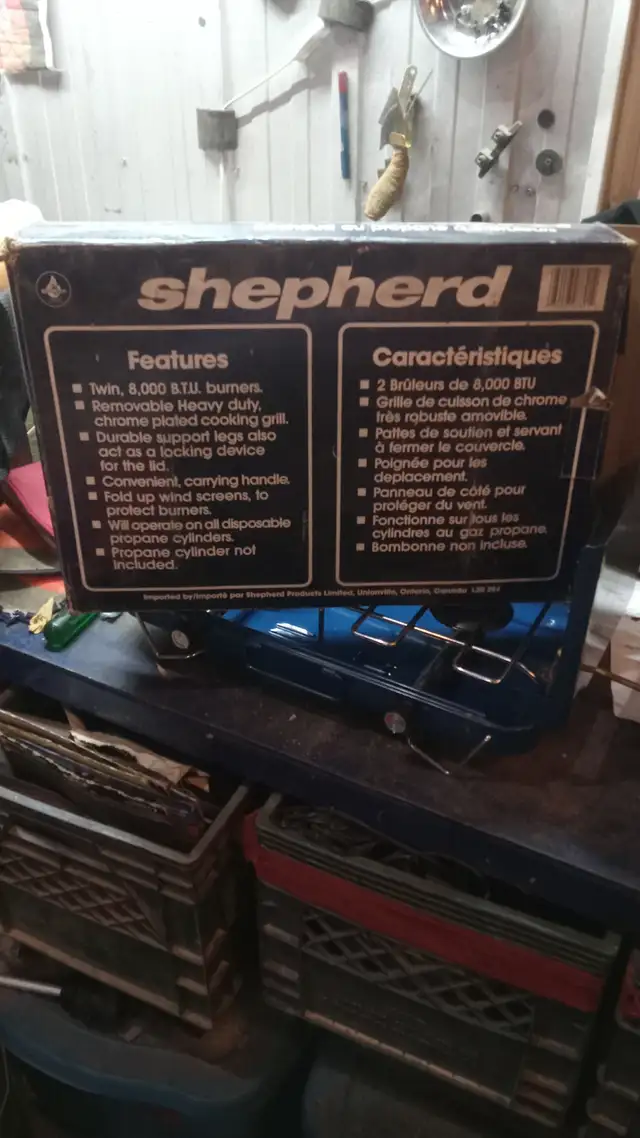 shepherd
Features
Twin, 8,000 B.T.U. burners.
Removable Heavy duty,
chrome plated cooking grill.
Durable support legs also
act as a locking device
for the lid.
Convenient, carrying handle.
Fold up wind screens, to
protect burners.
Will operate on all disposable
propane cylinders.
Propane cylinder not
included.
Caractéristiques
2 Brûleurs de 8,000 BTU
Grille de cuisson de chrome
très robuste amovible.
Pattes de soutien et servant
à fermer le couvercle.
Poignée pour les
deplacement.
Panneau de côté pour
protéger du vent.
Fonctionne sur tous les
cylindres au gaz propane.
Bombonne non incluse.
Imported by/Importé par Shepherd Products Limited, Unionville, Ontario, Canada